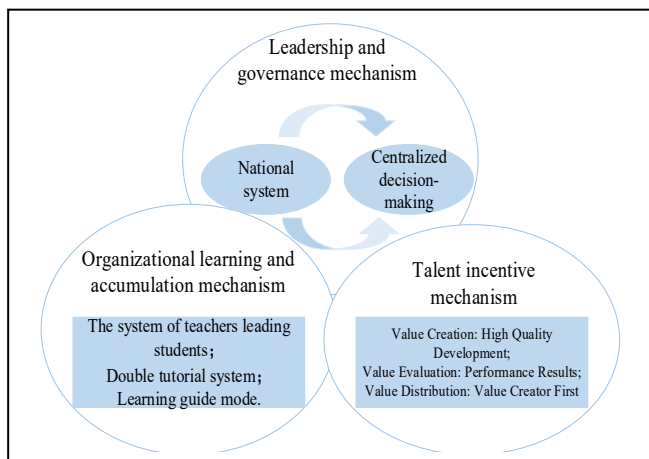 Leadership and
governance mechanism
National
system
Centralized
decision-
making
Organizational learning and
accumulation mechanism
The system of teachers leading
students；
Double tutorial system；
Learning guide mode.
Talent incentive
mechanism
Value Creation: High Quality
Development;
Value Evaluation: Performance Results;
Value Distribution: Value Creator First